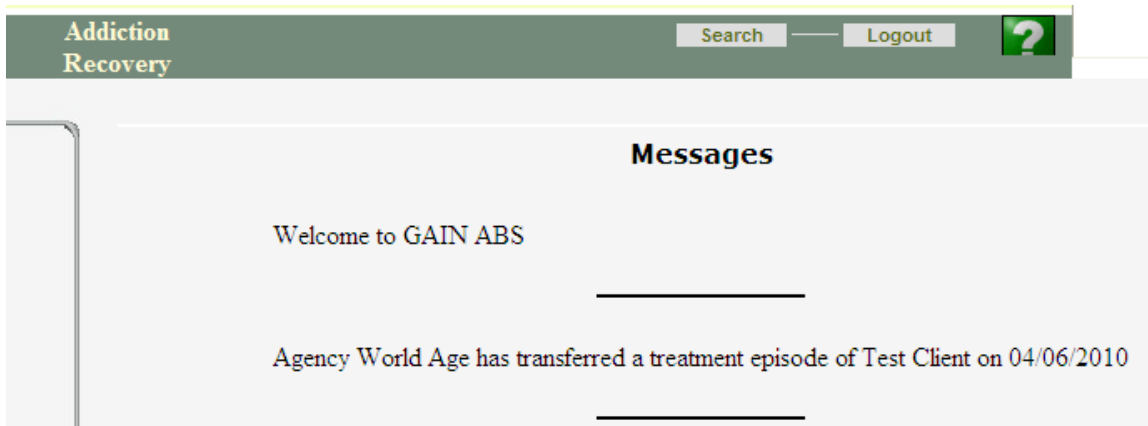 Addiction
Recovery
Search
Logout
?
Messages
Welcome to GAIN ABS
Agency World Age has transferred a treatment episode of Test Client on 04/06/2010